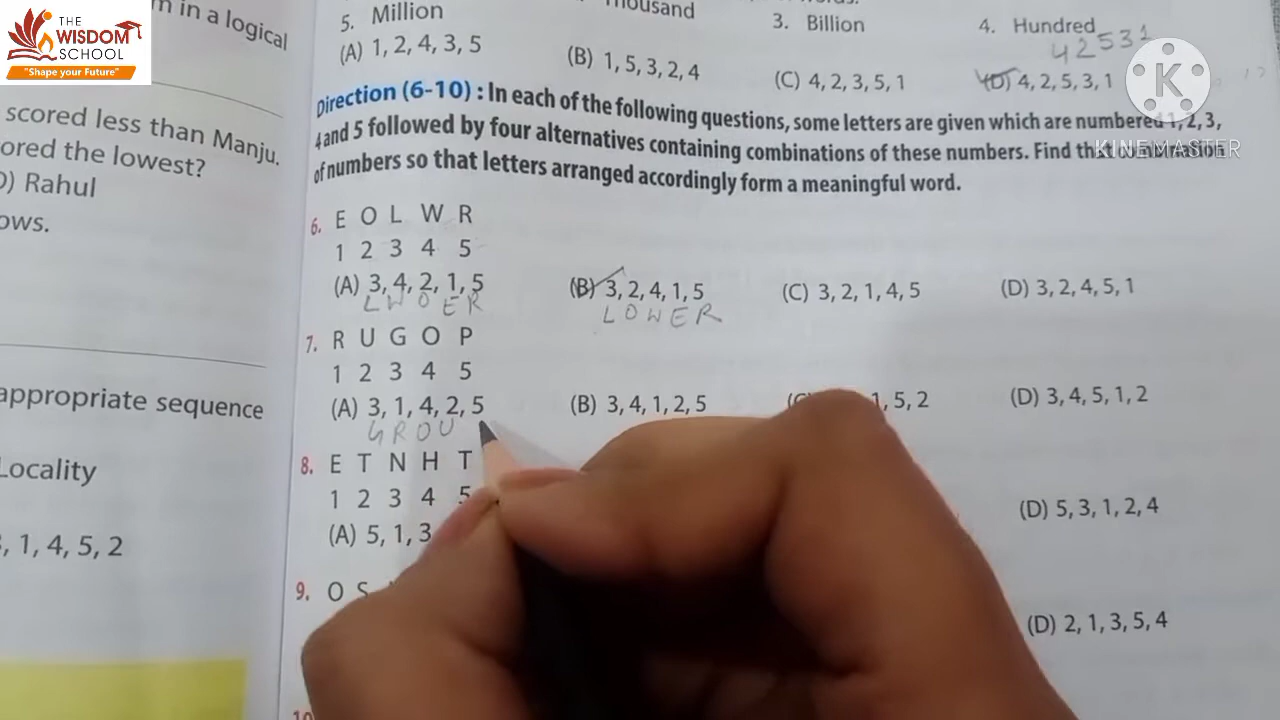 THE
WISDOM
SCHOOL
"Shape your Future"
in a logical
scored less than Manju.
ored the lowest?
D) Rahul
ows.
appropriate sequence
Locality
, 1, 4, 5, 2
5. Million
3. Billion
4. Hundred
42531
(A) 1, 2, 4, 3, 5
(B) 1, 5, 3, 2, 4
(C) 4, 2, 3, 5, 1
(D) 4, 2, 5, 3, 1
K
KINEMASTER
Direction (6-10) : In each of the following questions, some letters are given which are numbered 1, 2, 3,
4 and 5 followed by four alternatives containing combinations of these numbers. Find that combination
of numbers so that letters arranged accordingly form a meaningful word.
6. E O L W R
1 2 3 4 5
(A) 3, 4, 2, 1, 5
(B) 3, 2, 4, 1, 5
(C) 3, 2, 1, 4, 5
(D) 3, 2, 4, 5, 1
LWOER
LOWER
7. R U G O P
1 2 3 4 5
(A) 3, 1, 4, 2, 5
(B) 3, 4, 1, 2, 5
1, 5, 2
(D) 3, 4, 5, 1, 2
GROU
8. E T N H T
1 2 3 4 5
(A) 5, 1, 3
(D) 5, 3, 1, 2, 4
9. O S
(D) 2, 1, 3, 5, 4